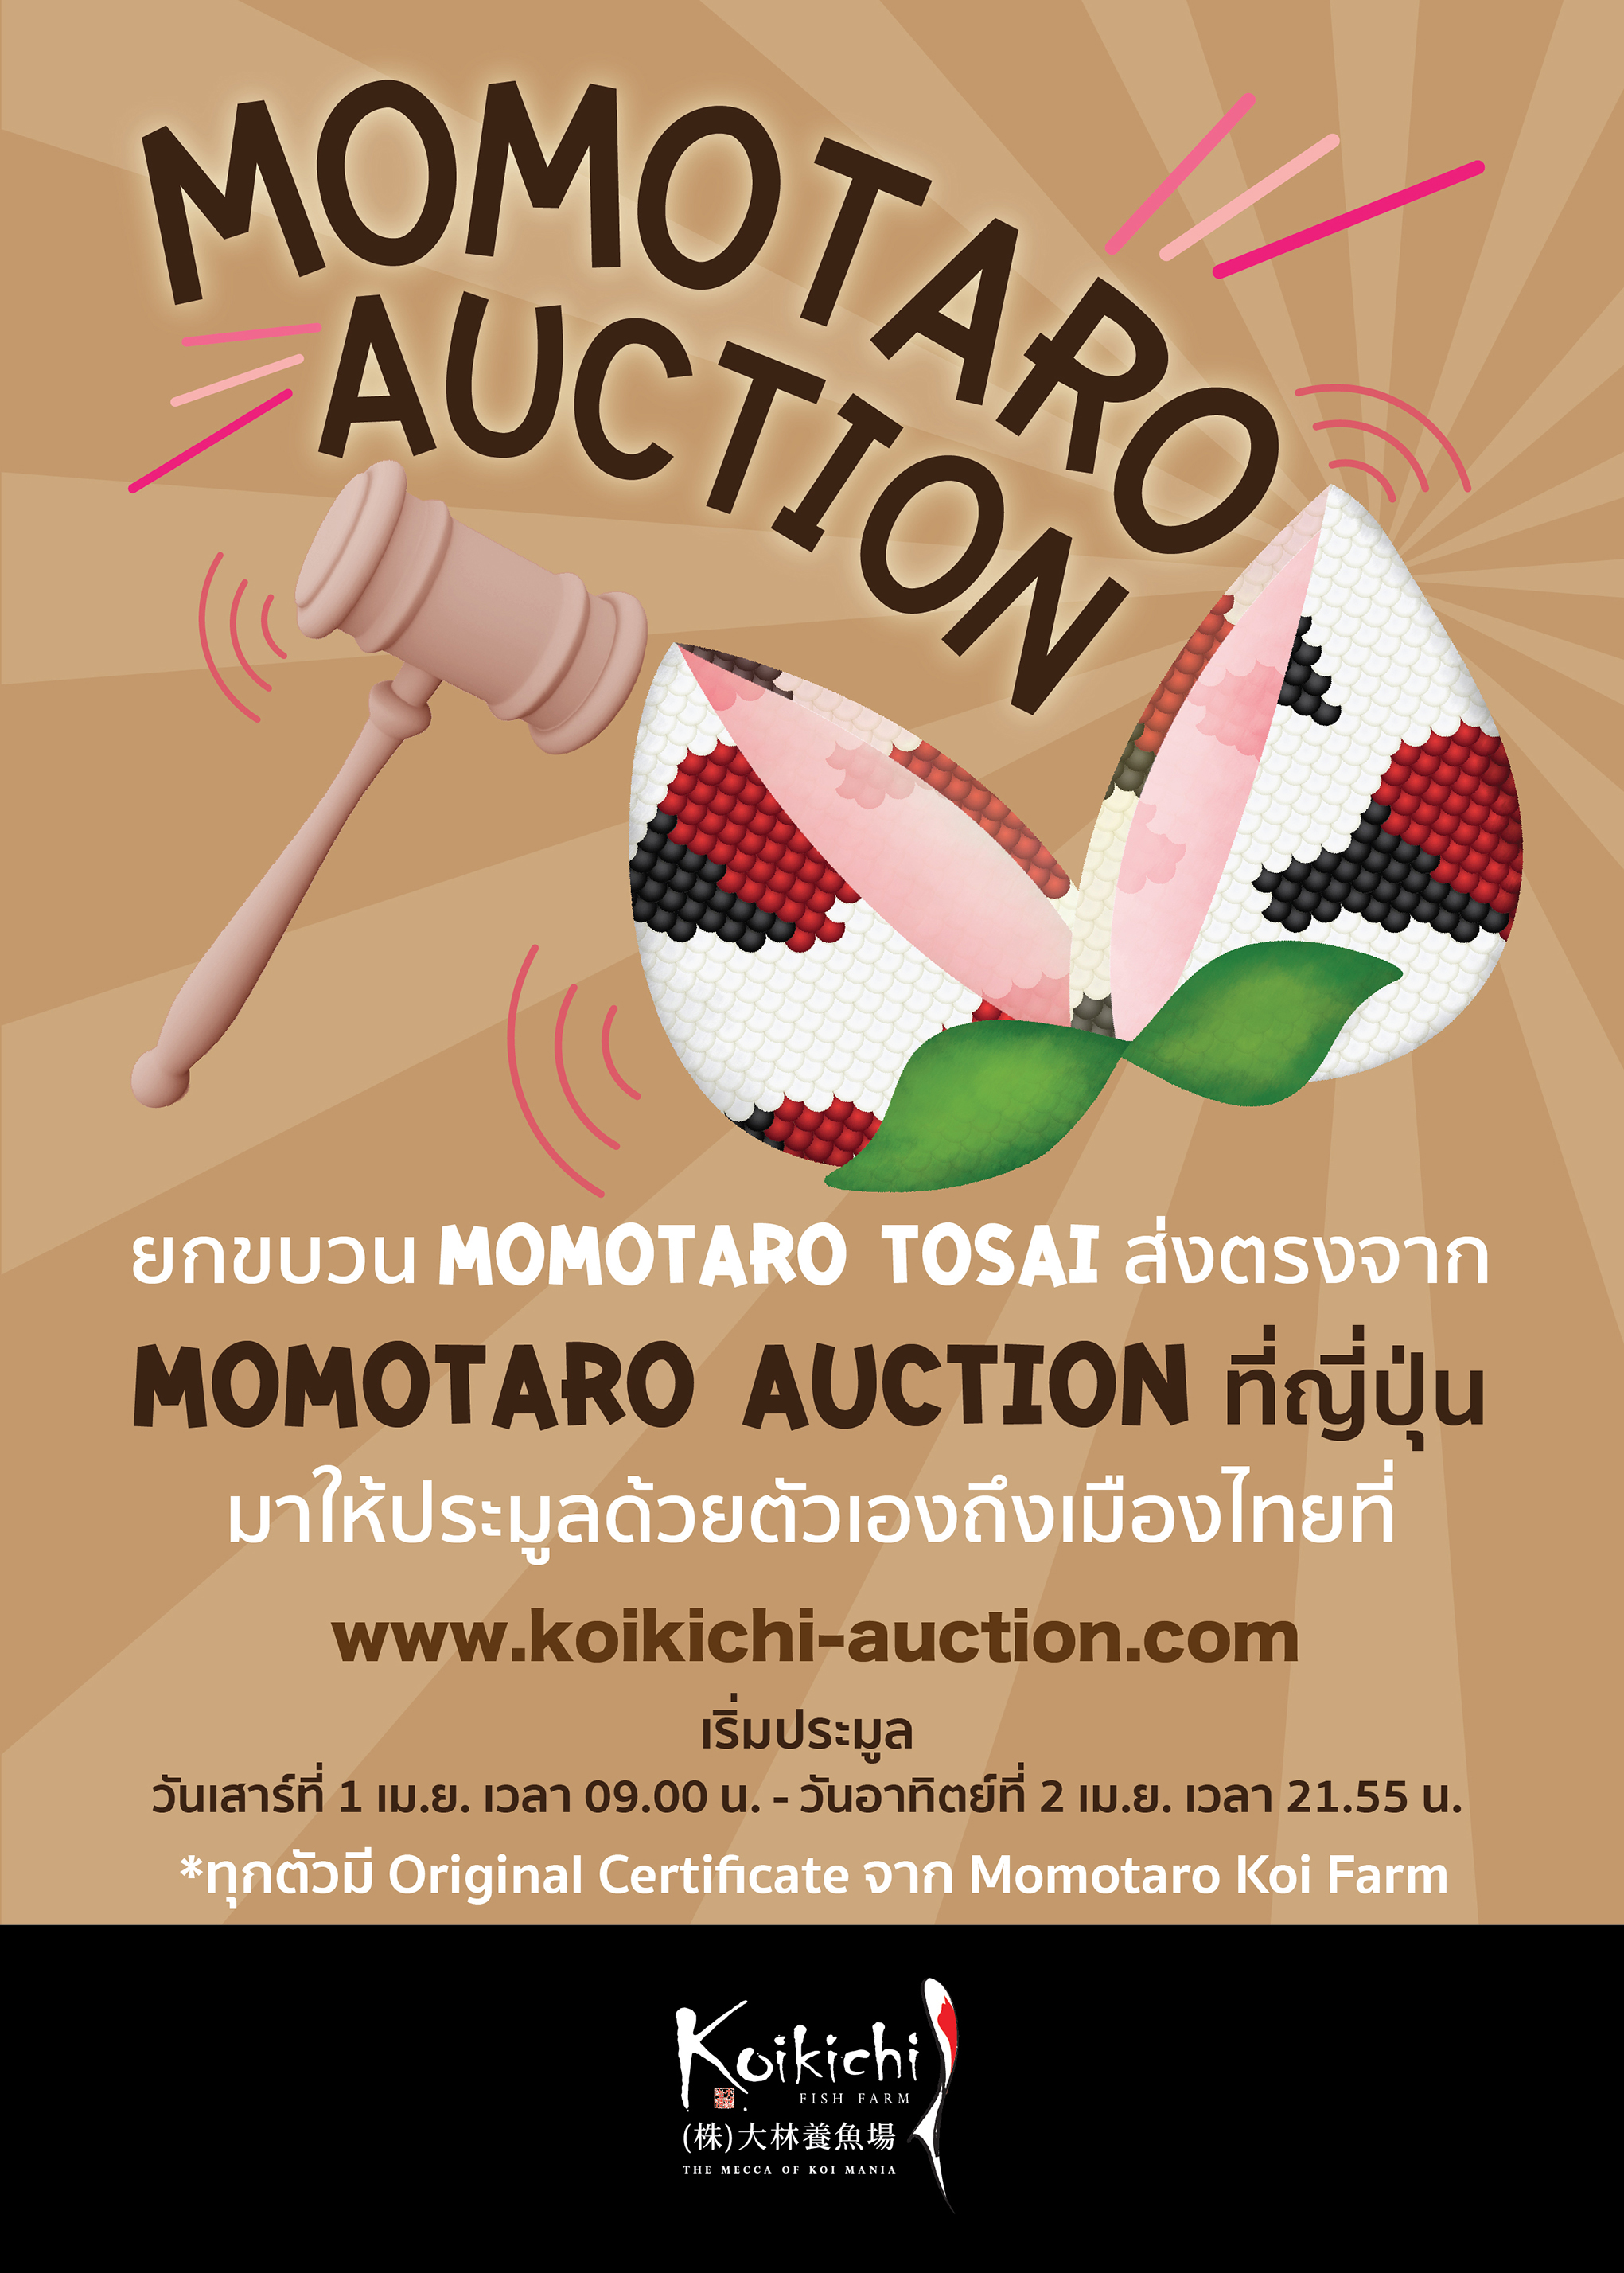 MOMOTARO
AUCTION
ยกขบวน MOMOTARO TOSAI ส่งตรงจาก
MOMOTARO AUCTION ที่ญี่ปุ่น
มาให้ประมูลด้วยตัวเองถึงเมืองไทยที่
www.koikichi-auction.com
เริ่มประมูล
วันเสาร์ที่ 1 เม.ย. เวลา 09.00 น. - วันอาทิตย์ที่ 2 เม.ย. เวลา 21.55 น.
*ทุกตัวมี Original Certificate จาก Momotaro Koi Farm
Koikichi
FISH FARM
(株)大林養魚場
THE MECCA OF KOI MANIA